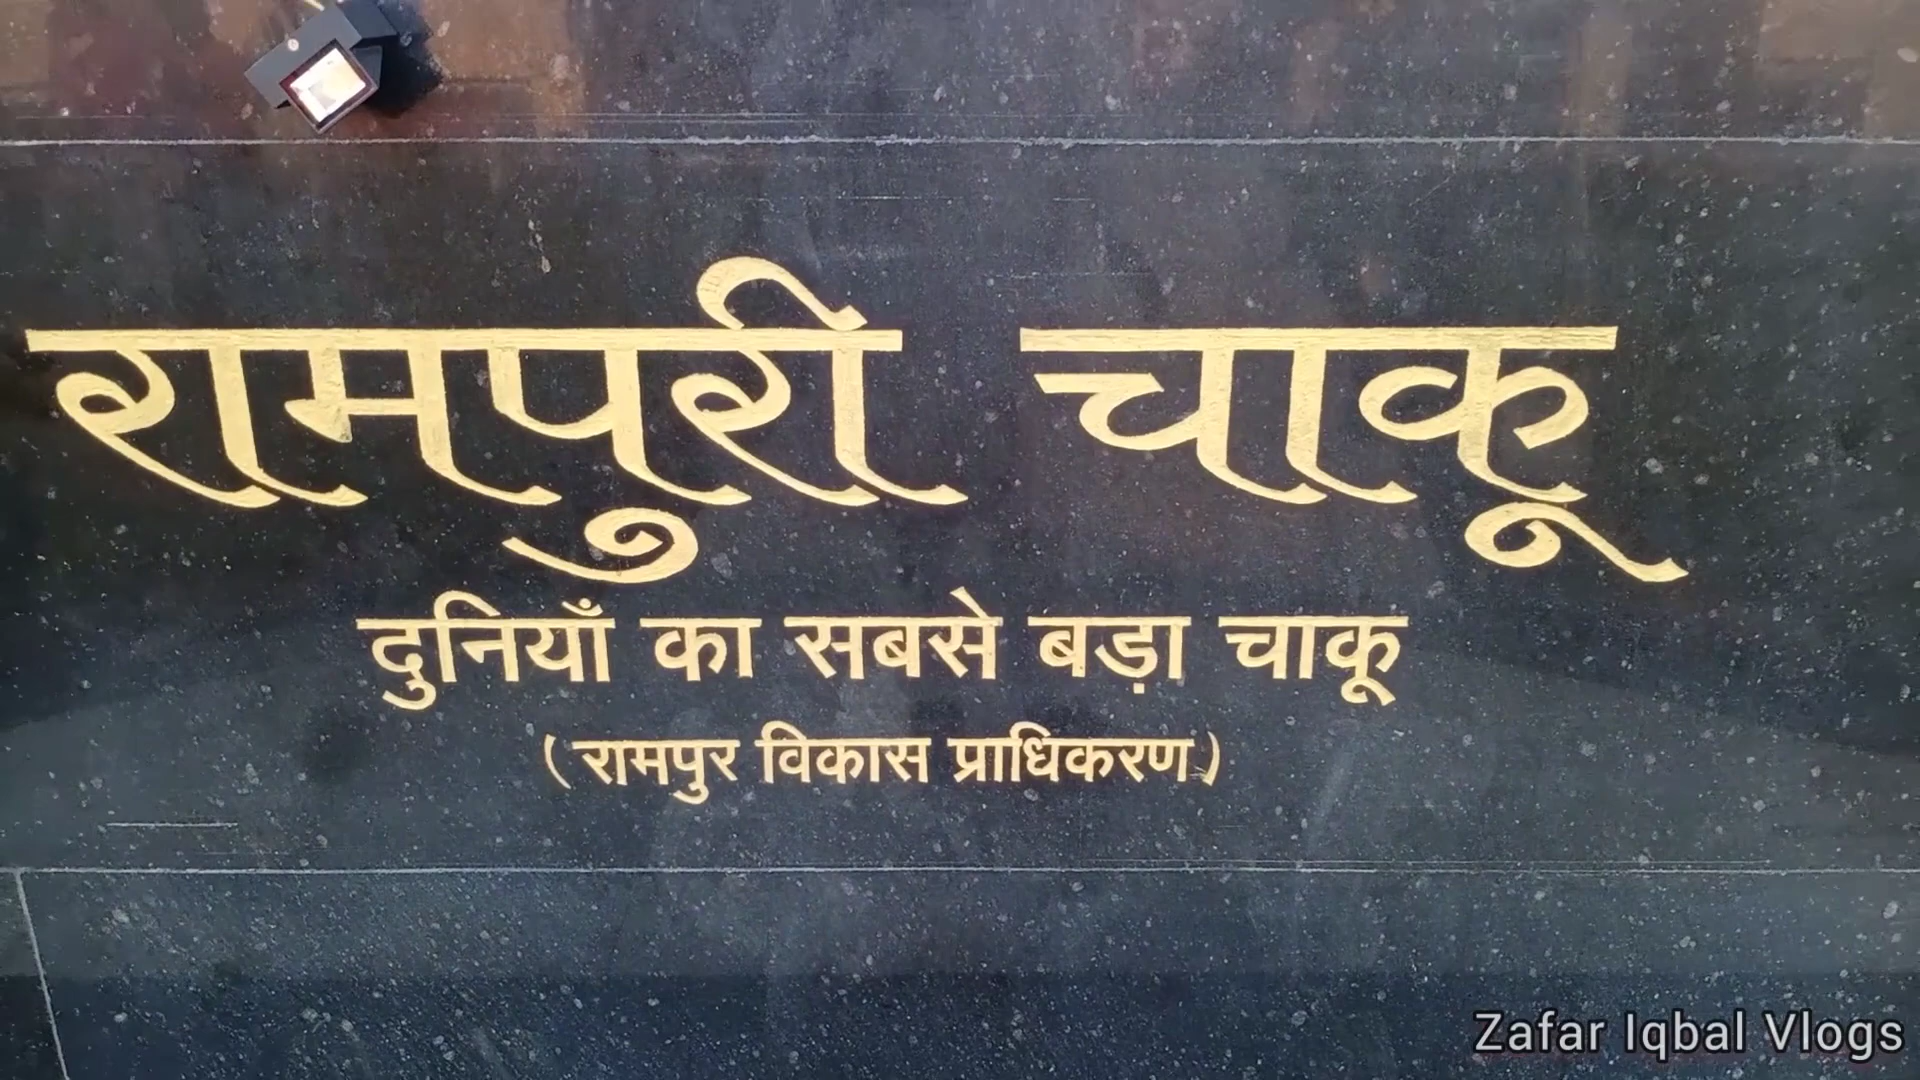 रामपुरी चाकू
दुनियाँ का सबसे बड़ा चाकू
(रामपुर विकास प्राधिकरण)
Zafar Iqbal Vlogs